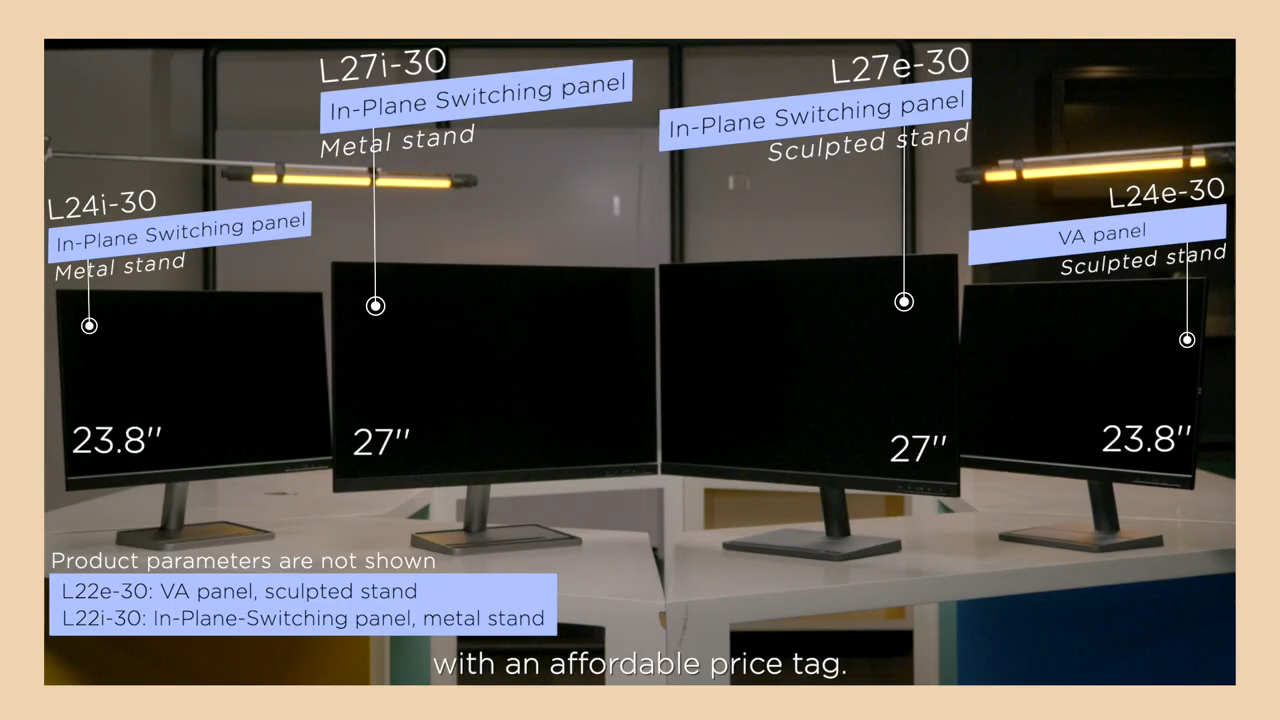 L27i-30
In-Plane Switching panel
Metal stand
L27e-30
In-Plane Switching panel
Sculpted stand
L24i-30
In-Plane Switching panel
Metal stand
L24e-30
VA panel
Sculpted stand
23.8"
27"
27"
23.8"
Product parameters are not shown
L22e-30: VA panel, sculpted stand
L22i-30: In-Plane-Switching panel, metal stand
with an affordable price tag.